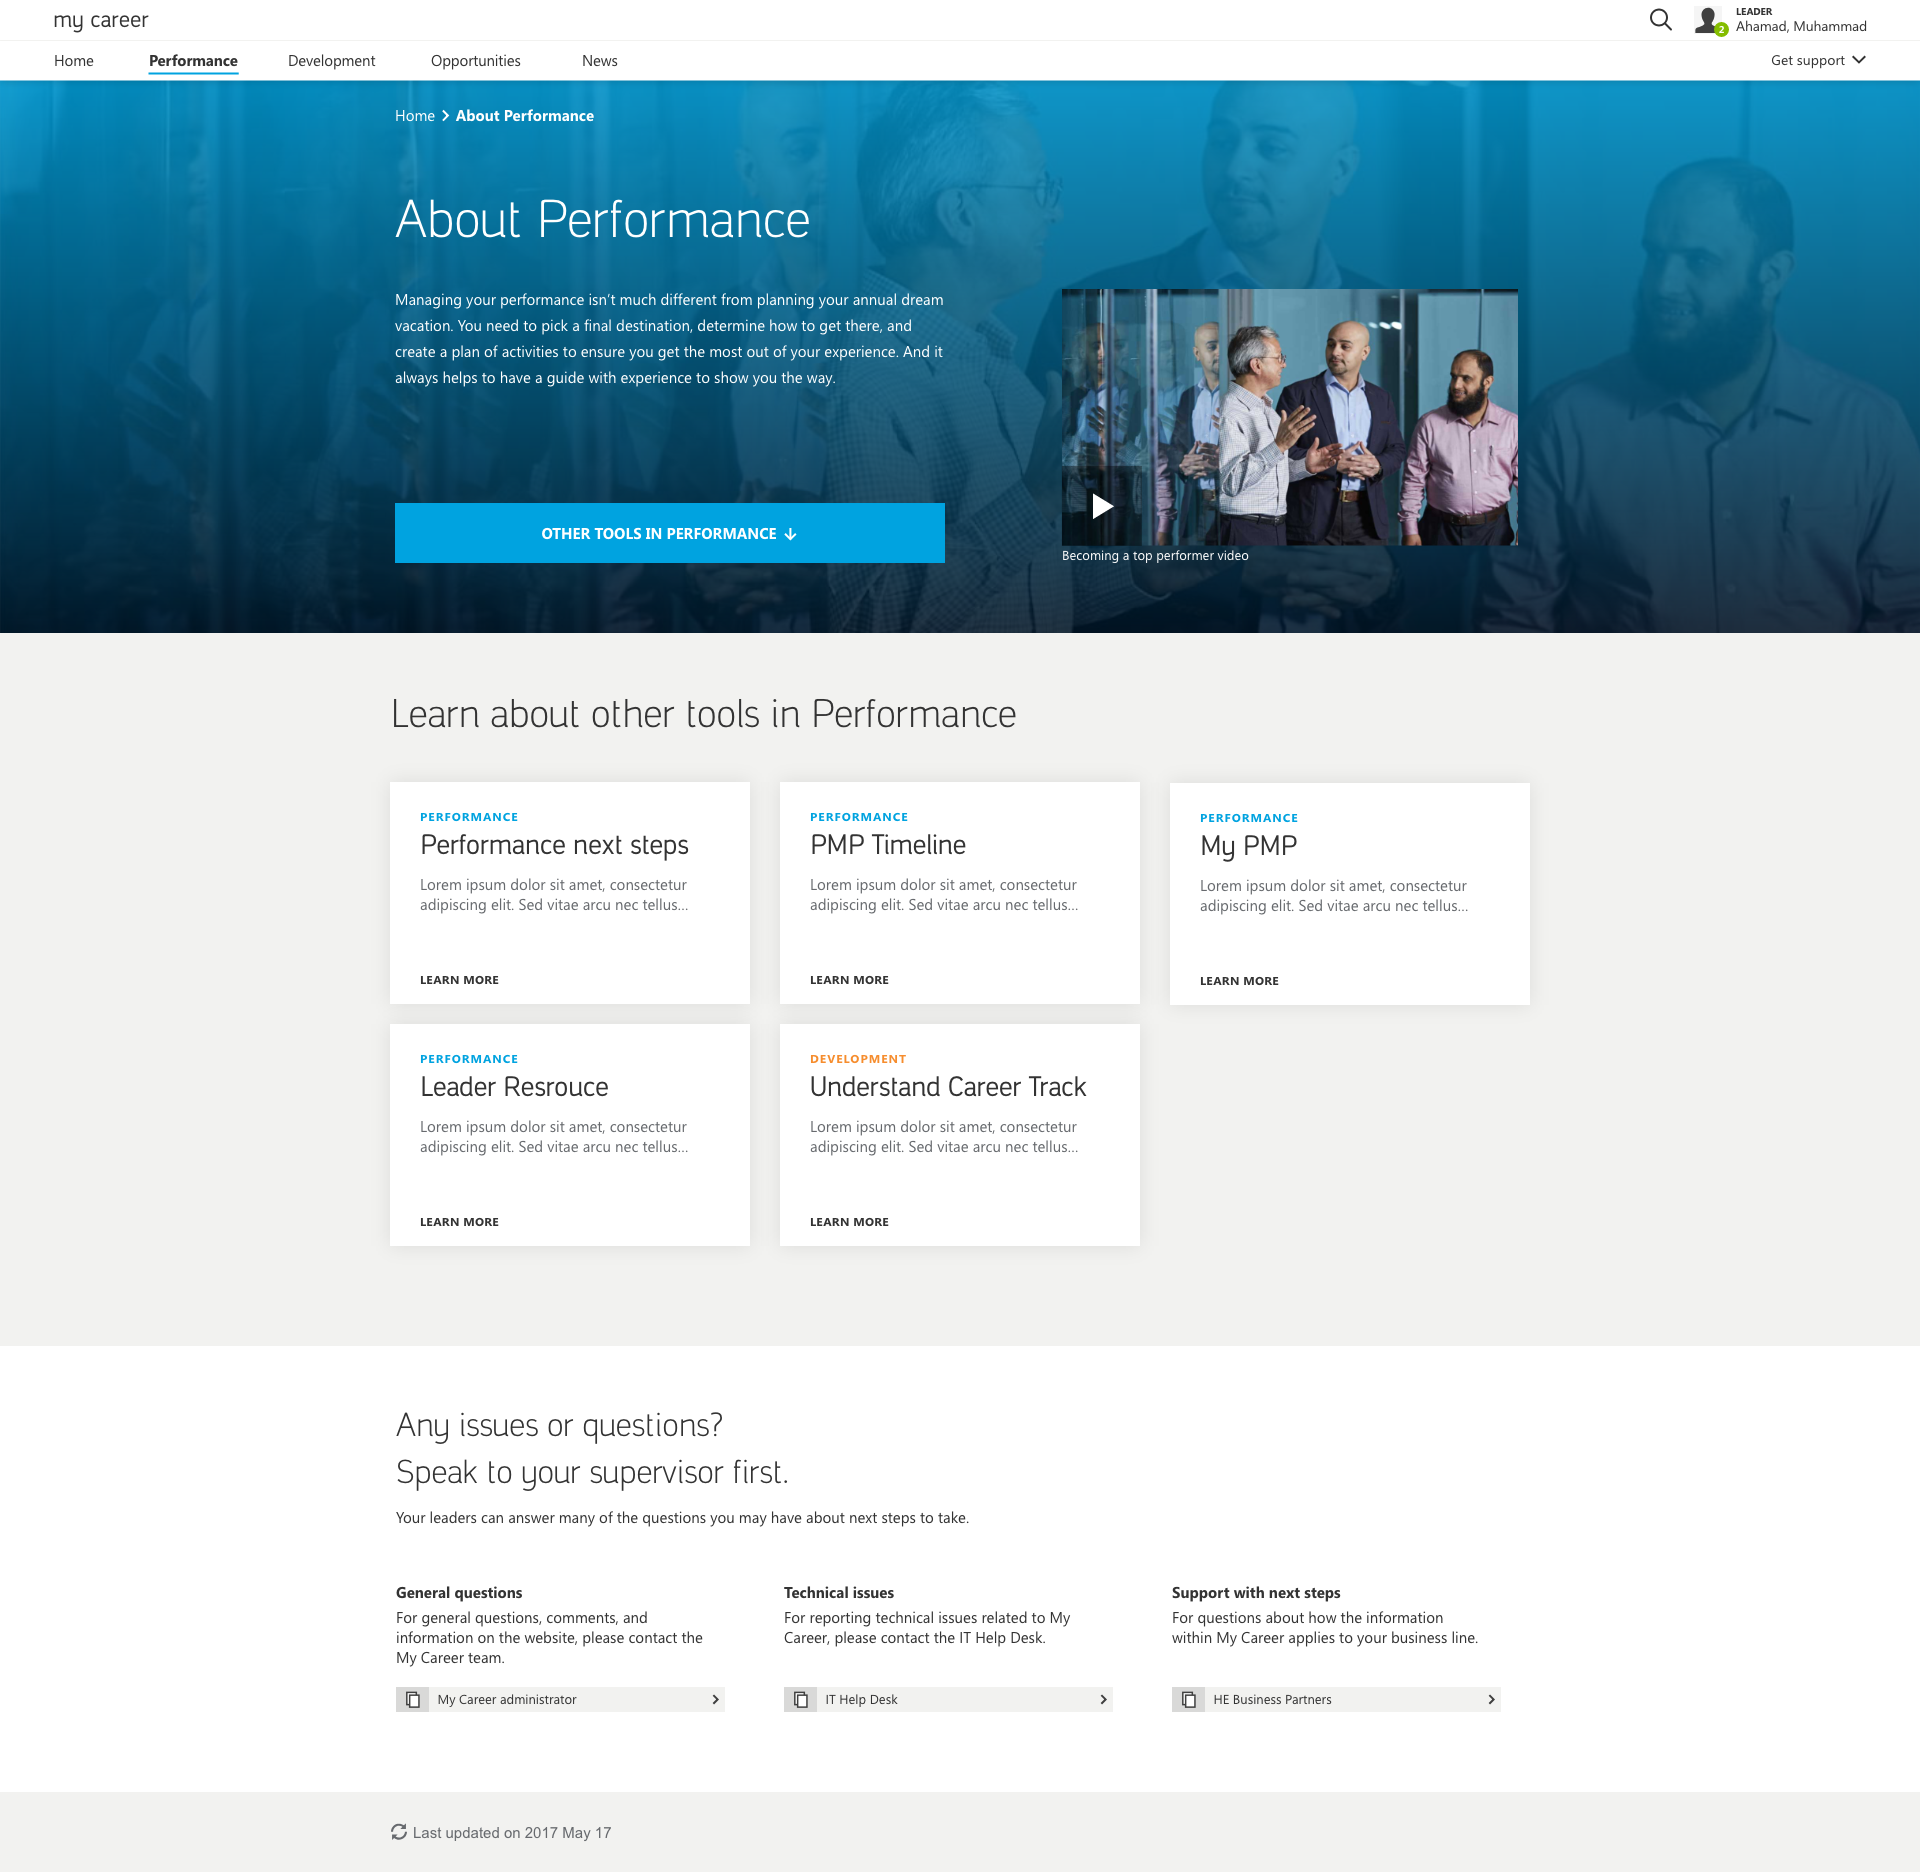 my career
LEADER
2
Ahamad, Muhammad
Home
Performance
Development
Opportunities
News
Get support
Home
About Performance
About Performance
Managing your performance isn't much different from planning your annual dream
vacation. You need to pick a final destination, determine how to get there, and
create a plan of activities to ensure you get the most out of your experience. And it
always helps to have a guide with experience to show you the way.
OTHER TOOLS IN PERFORMANCE
Becoming a top performer video
Learn about other tools in Performance
PERFORMANCE
Performance next steps
Lorem ipsum dolor sit amet, consectetur
adipiscing elit. Sed vitae arcu nec tellus...
LEARN MORE
PERFORMANCE
PMP Timeline
Lorem ipsum dolor sit amet, consectetur
adipiscing elit. Sed vitae arcu nec tellus...
LEARN MORE
PERFORMANCE
My PMP
Lorem ipsum dolor sit amet, consectetur
adipiscing elit. Sed vitae arcu nec tellus...
LEARN MORE
PERFORMANCE
Leader Resrouce
Lorem ipsum dolor sit amet, consectetur
adipiscing elit. Sed vitae arcu nec tellus...
LEARN MORE
DEVELOPMENT
Understand Career Track
Lorem ipsum dolor sit amet, consectetur
adipiscing elit. Sed vitae arcu nec tellus...
LEARN MORE
Any issues or questions?
Speak to your supervisor first.
Your leaders can answer many of the questions you may have about next steps to take.
General questions
For general questions, comments, and
information on the website, please contact the
My Career team.
My Career administrator
Technical issues
For reporting technical issues related to My
Career, please contact the IT Help Desk.
IT Help Desk
Support with next steps
For questions about how the information
within My Career applies to your business line.
HE Business Partners
Last updated on 2017 May 17